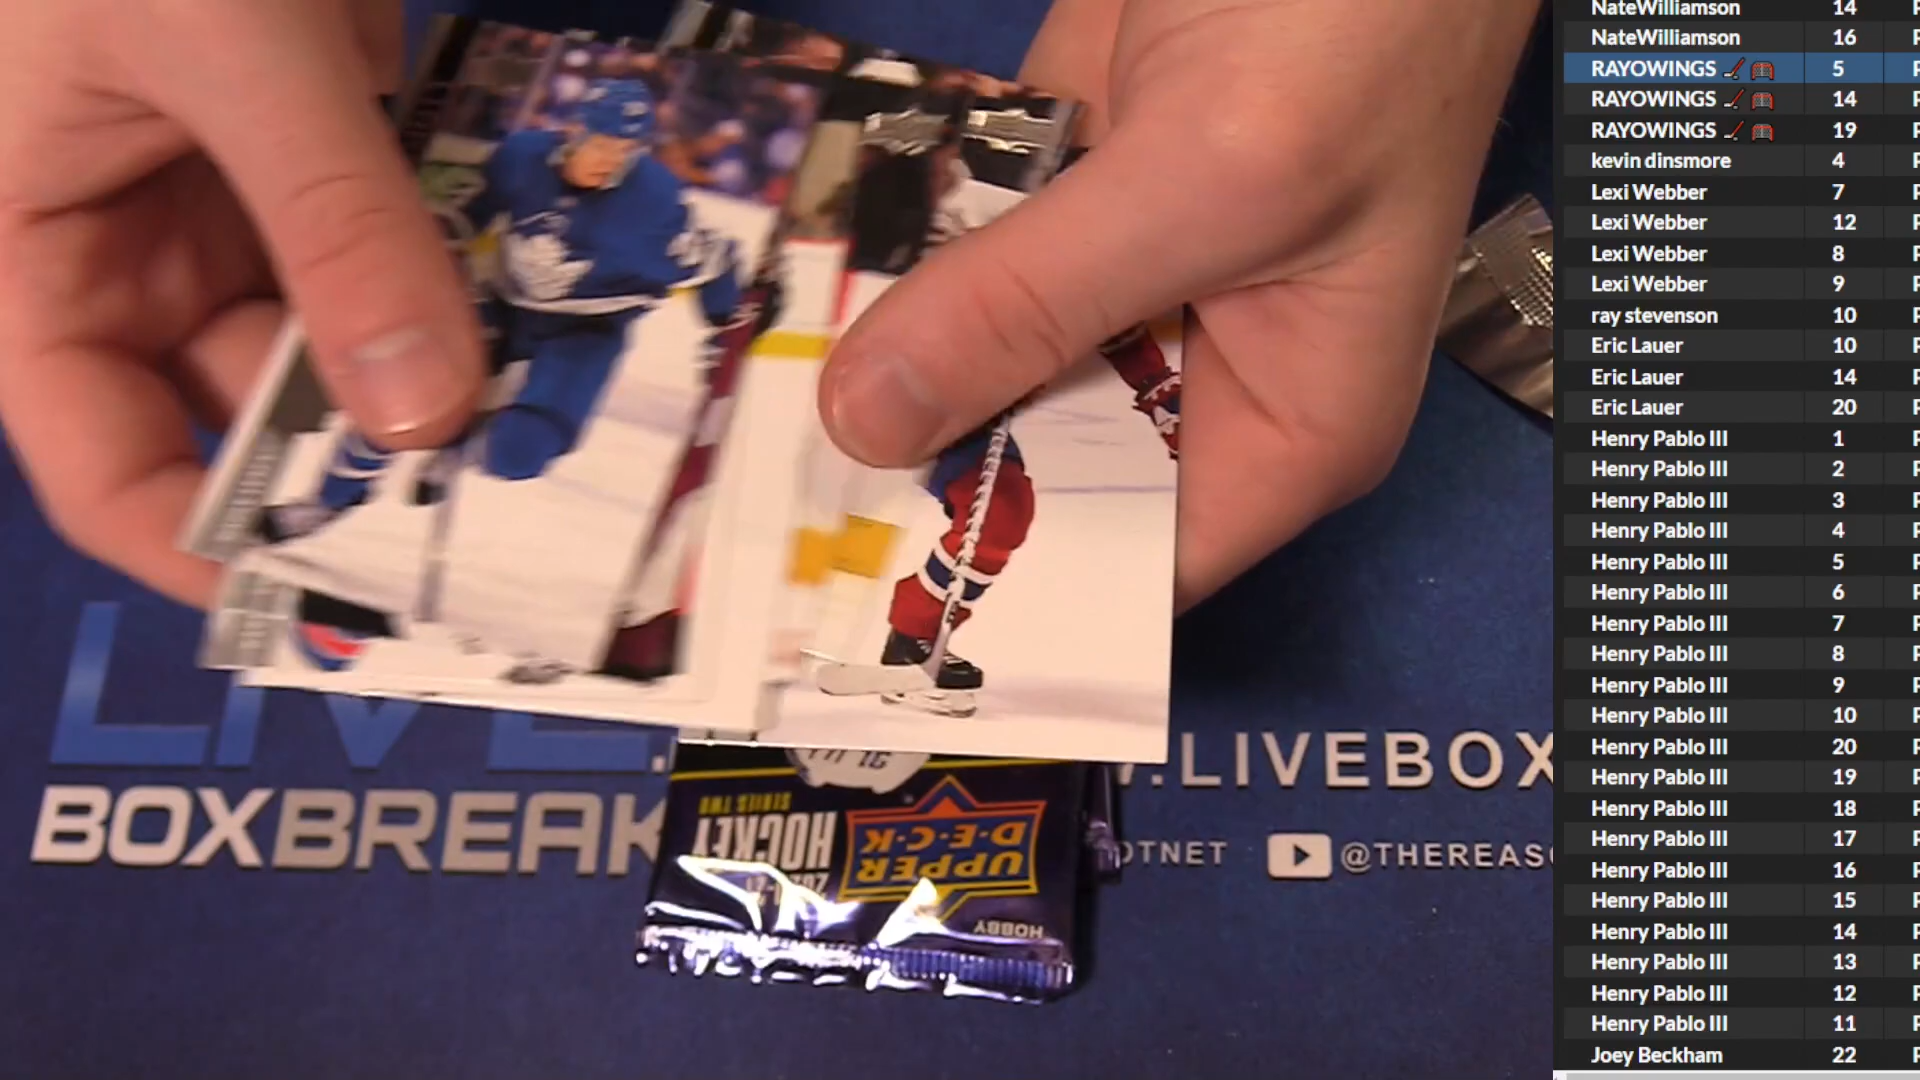 NateWilliamson 14
NateWilliamson 16
RAYOWINGS 5
RAYOWINGS 14
RAYOWINGS 19
kevin dinsmore 4
Lexi Webber 7
Lexi Webber 12
Lexi Webber 8
Lexi Webber 9
ray stevenson 10
Eric Lauer 10
Eric Lauer 14
Eric Lauer 20
Henry Pablo III 1
Henry Pablo III 2
Henry Pablo III 3
Henry Pablo III 4
Henry Pablo III 5
Henry Pablo III 6
Henry Pablo III 7
Henry Pablo III 8
Henry Pablo III 9
Henry Pablo III 10
Henry Pablo III 20
Henry Pablo III 19
Henry Pablo III 18
Henry Pablo III 17
Henry Pablo III 16
Henry Pablo III 15
Henry Pablo III 14
Henry Pablo III 13
Henry Pablo III 12
Henry Pablo III 11
Joey Beckham 22
LIVE.
BOXBREAK
.LIVEBOX
OTNET
@THEREAS
HOBBY
UPPER
D·E·C·K
HOCKEY
SERIES TWO